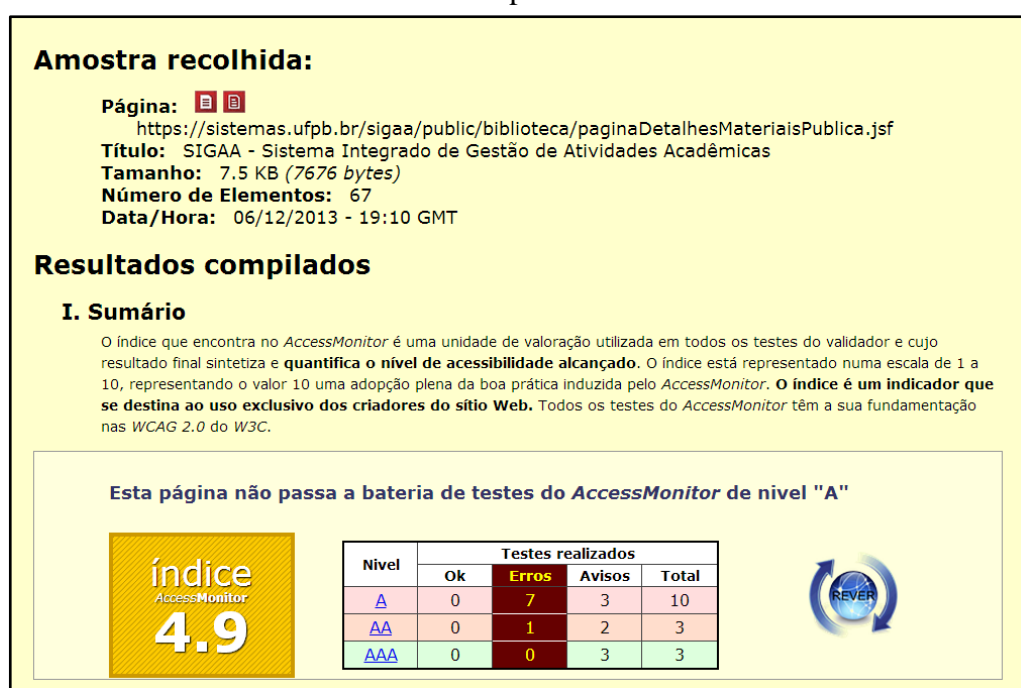 Amostra recolhida:
Página:
https://sistemas.ufpb.br/sigaa/public/biblioteca/paginaDetalhesMateriaisPublica.jsf
Título: SIGAA - Sistema Integrado de Gestão de Atividades Acadêmicas
Tamanho: 7.5 KB (7676 bytes)
Número de Elementos: 67
Data/Hora: 06/12/2013 - 19:10 GMT
Resultados compilados
I. Sumário
O índice que encontra no AccessMonitor é uma unidade de valoração utilizada em todos os testes do validador e cujo
resultado final sintetiza e quantifica o nível de acessibilidade alcançado. O índice está representado numa escala de 1 a
10, representando o valor 10 uma adopção plena da boa prática induzida pelo AccessMonitor. O índice é um indicador que
se destina ao uso exclusivo dos criadores do sítio Web. Todos os testes do AccessMonitor têm a sua fundamentação
nas WCAG 2.0 do W3C.
Esta página não passa a bateria de testes do AccessMonitor de nivel "A"
índice
AccessMonitor
4.9
Nivel Testes realizados
Ok Erros Avisos Total
A 0 7 3 10
AA 0 1 2 3
AAA 0 0 3 3
REVER